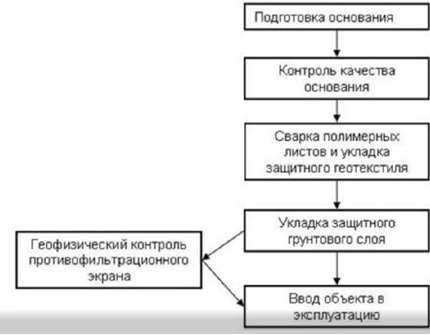 Подготовка основания
Контроль качества
основания
Сварка полимерных
листов и укладка
защитного геотекстиля
Укладка защитного
грунтового слоя
Геофизический контроль
противофильтрационного
экрана
Ввод объекта в
эксплуатацию